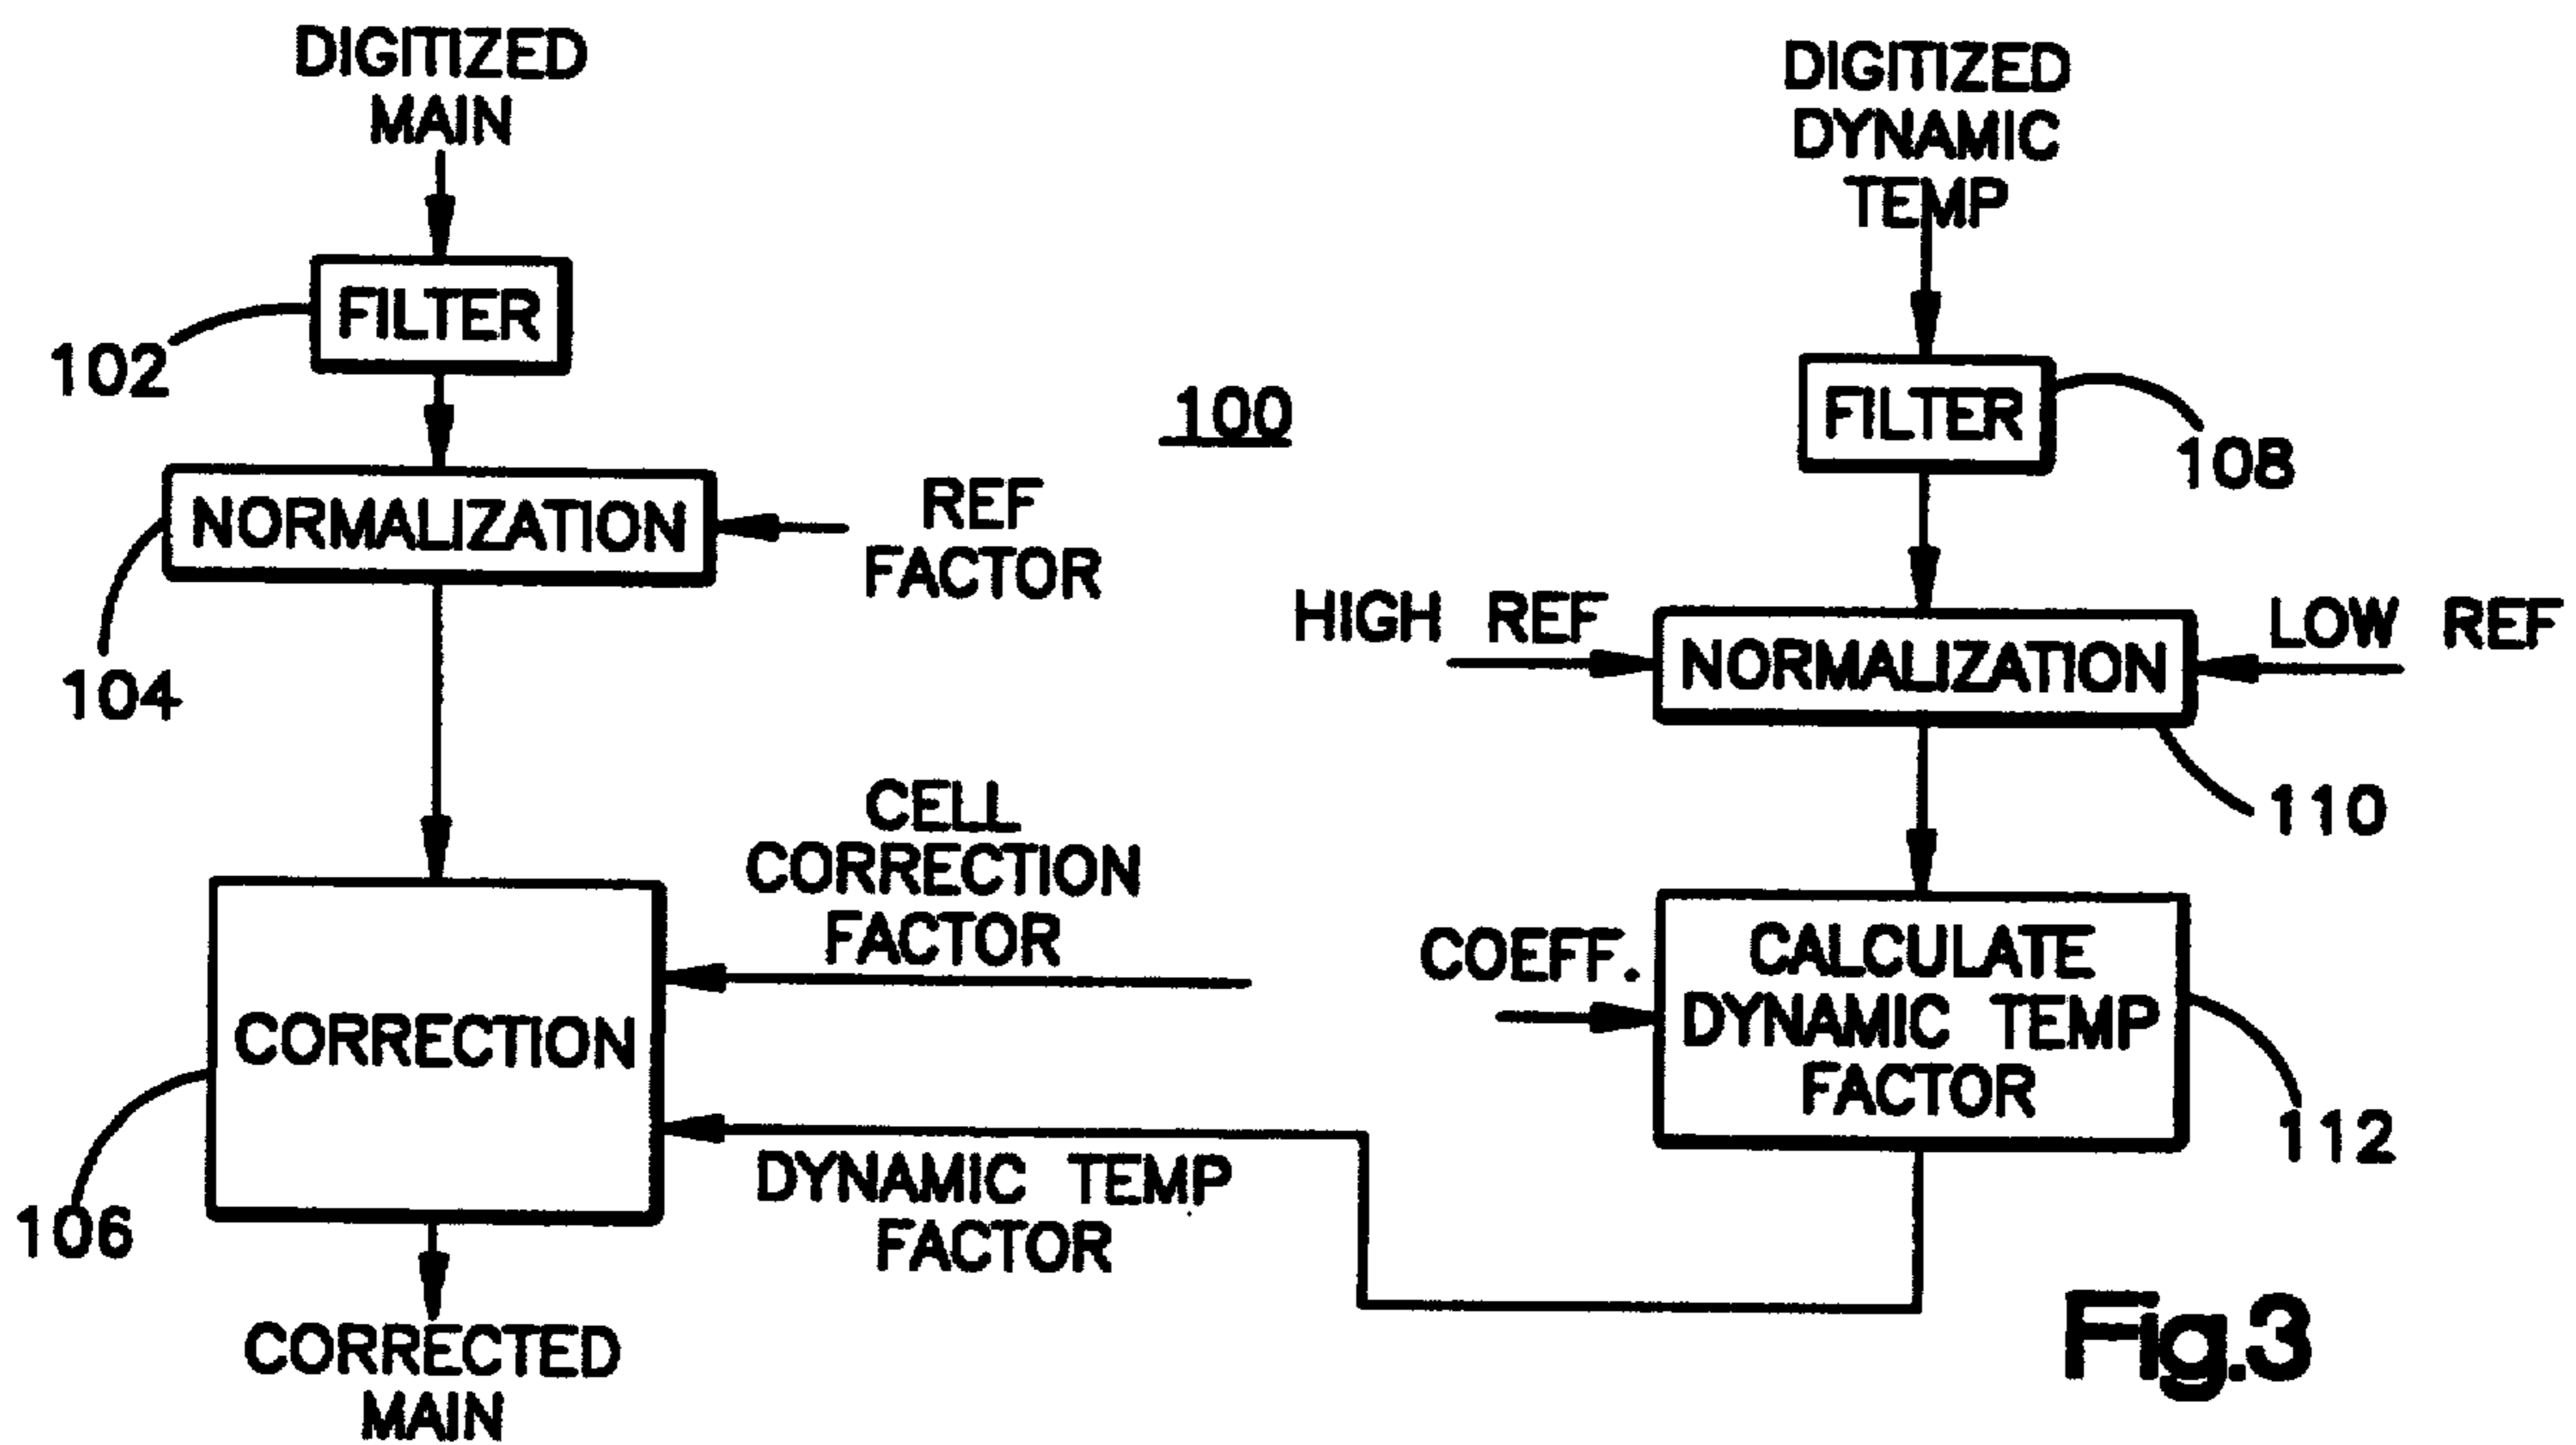 DIGITIZED
MAIN
FILTER
102
NORMALIZATION
REF
FACTOR
104
CELL
CORRECTION
FACTOR
CORRECTION
106
DYNAMIC TEMP
FACTOR
CORRECTED
MAIN
100
DIGITIZED
DYNAMIC
TEMP
FILTER
108
HIGH REF
NORMALIZATION
LOW REF
110
COEFF.
CALCULATE
DYNAMIC TEMP
FACTOR
112
Fig.3